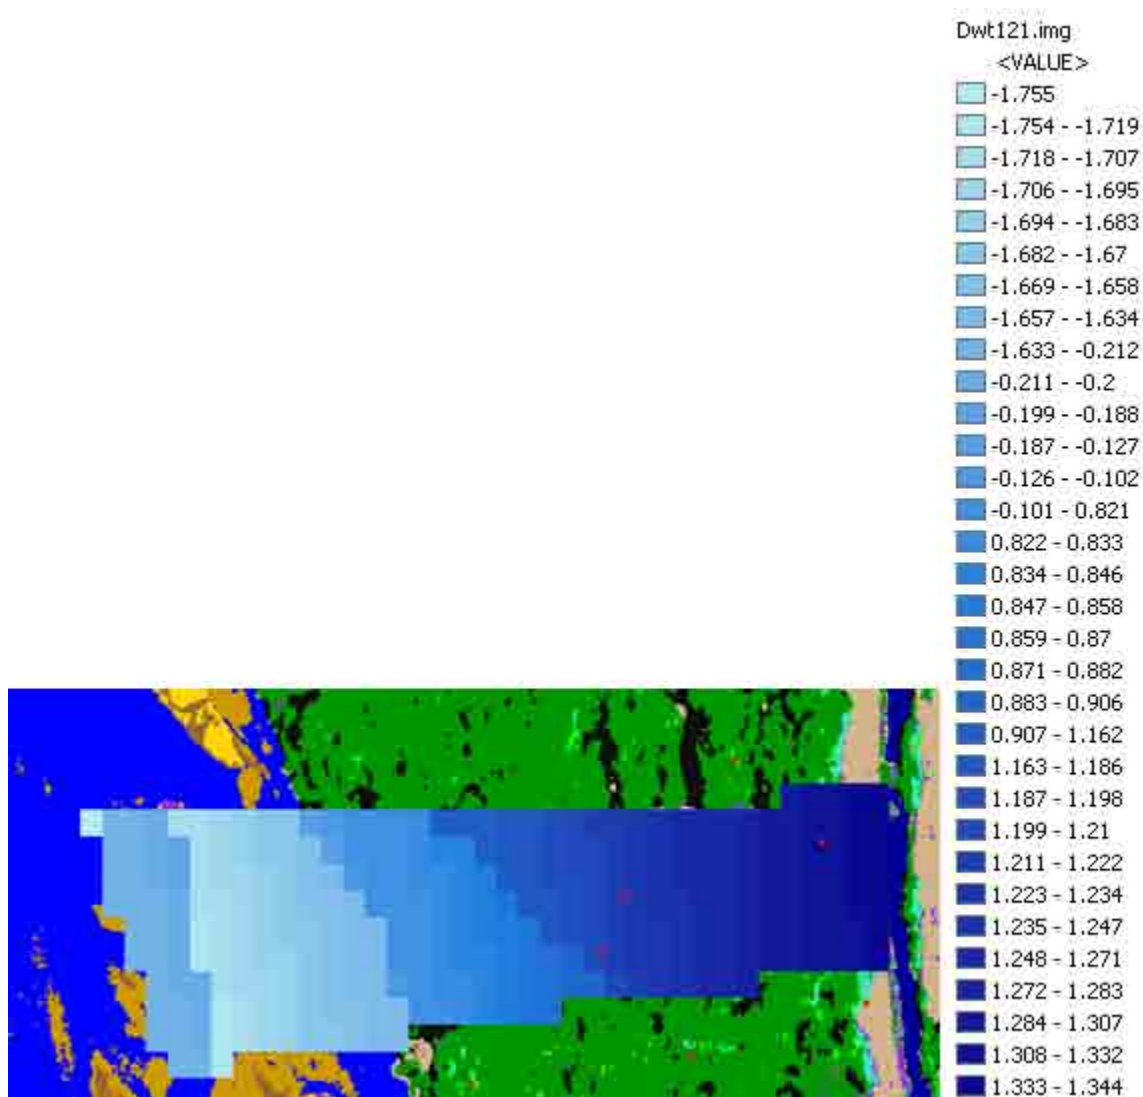 Dwt121.img
<VALUE>
-1.755
-1.754 - -1.719
-1.718 - -1.707
-1.706 - -1.695
-1.694 - -1.683
-1.682 - -1.67
-1.669 - -1.658
-1.657 - -1.634
-1.633 - -0.212
-0.211 - -0.2
-0.199 - -0.188
-0.187 - -0.127
-0.126 - -0.102
-0.101 - 0.821
0.822 - 0.833
0.834 - 0.846
0.847 - 0.858
0.859 - 0.87
0.871 - 0.882
0.883 - 0.906
0.907 - 1.162
1.163 - 1.186
1.187 - 1.198
1.199 - 1.21
1.211 - 1.222
1.223 - 1.234
1.235 - 1.247
1.248 - 1.271
1.272 - 1.283
1.284 - 1.307
1.308 - 1.332
1.333 - 1.344